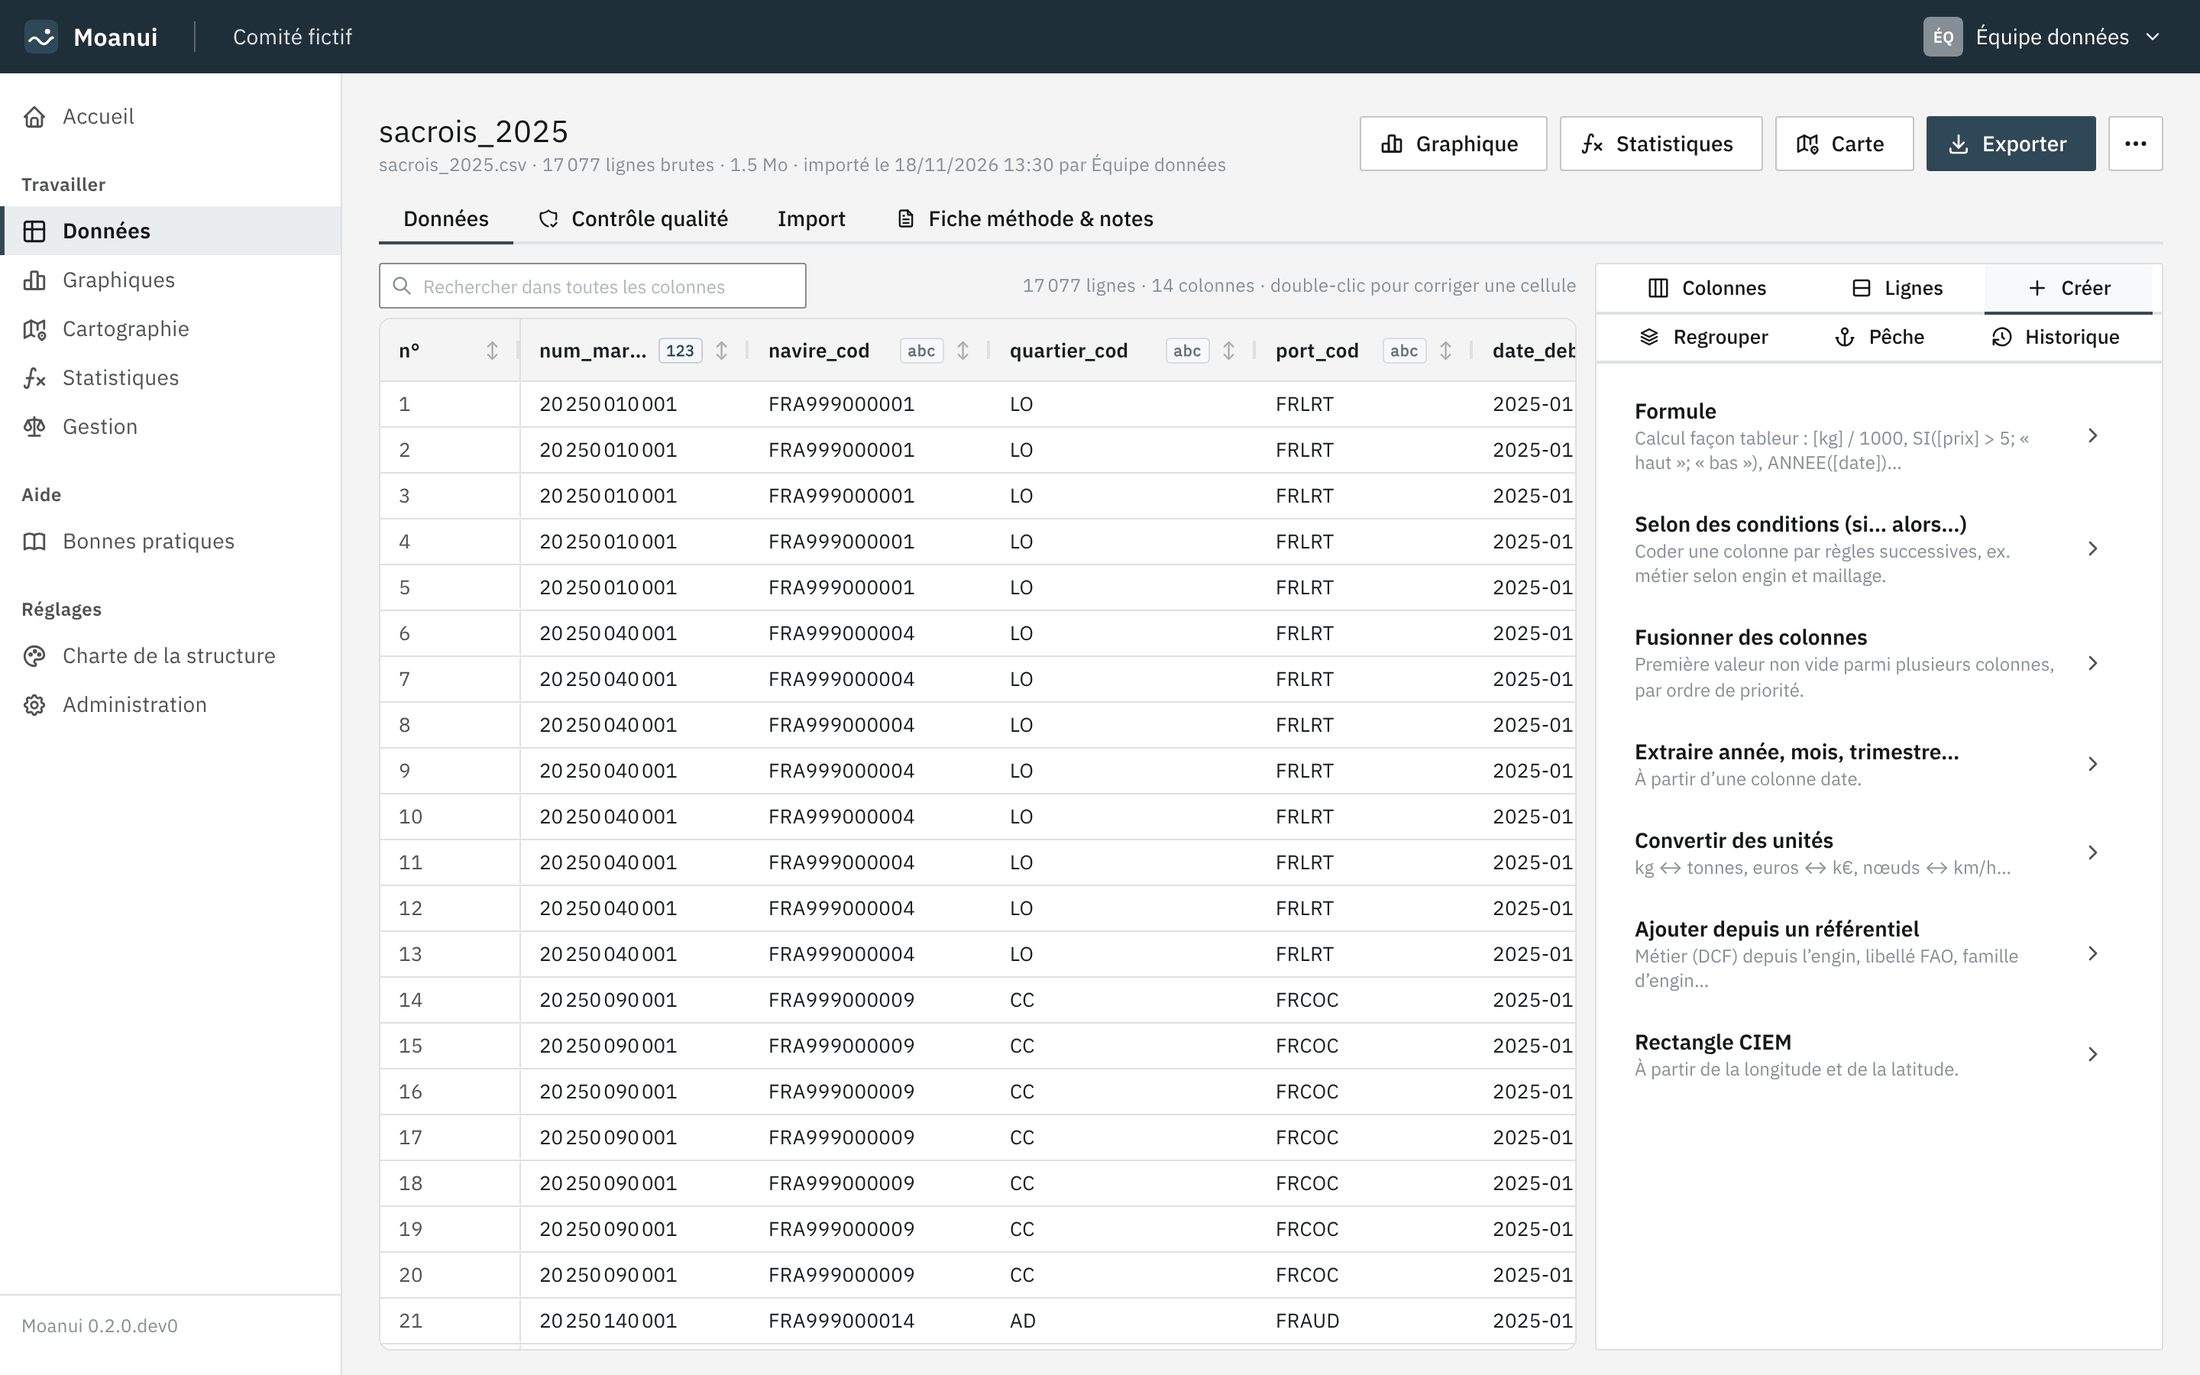 Moanui
Comité fictif
ÉQ Équipe données
Accueil
Travailler
Données
Graphiques
Cartographie
Statistiques
Gestion
Aide
Bonnes pratiques
Réglages
Charte de la structure
Administration
Moanui 0.2.0.dev0
sacrois_2025
sacrois_2025.csv · 17 077 lignes brutes · 1.5 Mo · importé le 18/11/2026 13:30 par Équipe données
Graphique
Statistiques
Carte
Exporter
Données
Contrôle qualité
Import
Fiche méthode & notes
Rechercher dans toutes les colonnes
17 077 lignes · 14 colonnes · double-clic pour corriger une cellule
n° num_mar... 123 navire_cod abc quartier_cod abc port_cod abc date_deb
1 20 250 010 001 FRA999000001 LO FRLRT 2025-01
2 20 250 010 001 FRA999000001 LO FRLRT 2025-01
3 20 250 010 001 FRA999000001 LO FRLRT 2025-01
4 20 250 010 001 FRA999000001 LO FRLRT 2025-01
5 20 250 010 001 FRA999000001 LO FRLRT 2025-01
6 20 250 040 001 FRA999000004 LO FRLRT 2025-01
7 20 250 040 001 FRA999000004 LO FRLRT 2025-01
8 20 250 040 001 FRA999000004 LO FRLRT 2025-01
9 20 250 040 001 FRA999000004 LO FRLRT 2025-01
10 20 250 040 001 FRA999000004 LO FRLRT 2025-01
11 20 250 040 001 FRA999000004 LO FRLRT 2025-01
12 20 250 040 001 FRA999000004 LO FRLRT 2025-01
13 20 250 040 001 FRA999000004 LO FRLRT 2025-01
14 20 250 090 001 FRA999000009 CC FRCOC 2025-01
15 20 250 090 001 FRA999000009 CC FRCOC 2025-01
16 20 250 090 001 FRA999000009 CC FRCOC 2025-01
17 20 250 090 001 FRA999000009 CC FRCOC 2025-01
18 20 250 090 001 FRA999000009 CC FRCOC 2025-01
19 20 250 090 001 FRA999000009 CC FRCOC 2025-01
20 20 250 090 001 FRA999000009 CC FRCOC 2025-01
21 20 250 140 001 FRA999000014 AD FRAUD 2025-01
Colonnes
Lignes
+ Créer
Regrouper
Pêche
Historique
Formule
Calcul façon tableur : [kg] / 1000, SI([prix] > 5; «
haut »; « bas »), ANNEE([date])...
Selon des conditions (si... alors...)
Coder une colonne par règles successives, ex.
métier selon engin et maillage.
Fusionner des colonnes
Première valeur non vide parmi plusieurs colonnes,
par ordre de priorité.
Extraire année, mois, trimestre...
À partir d’une colonne date.
Convertir des unités
kg ↔ tonnes, euros ↔ k€, nœuds ↔ km/h...
Ajouter depuis un référentiel
Métier (DCF) depuis l’engin, libellé FAO, famille
d’engin...
Rectangle CIEM
À partir de la longitude et de la latitude.